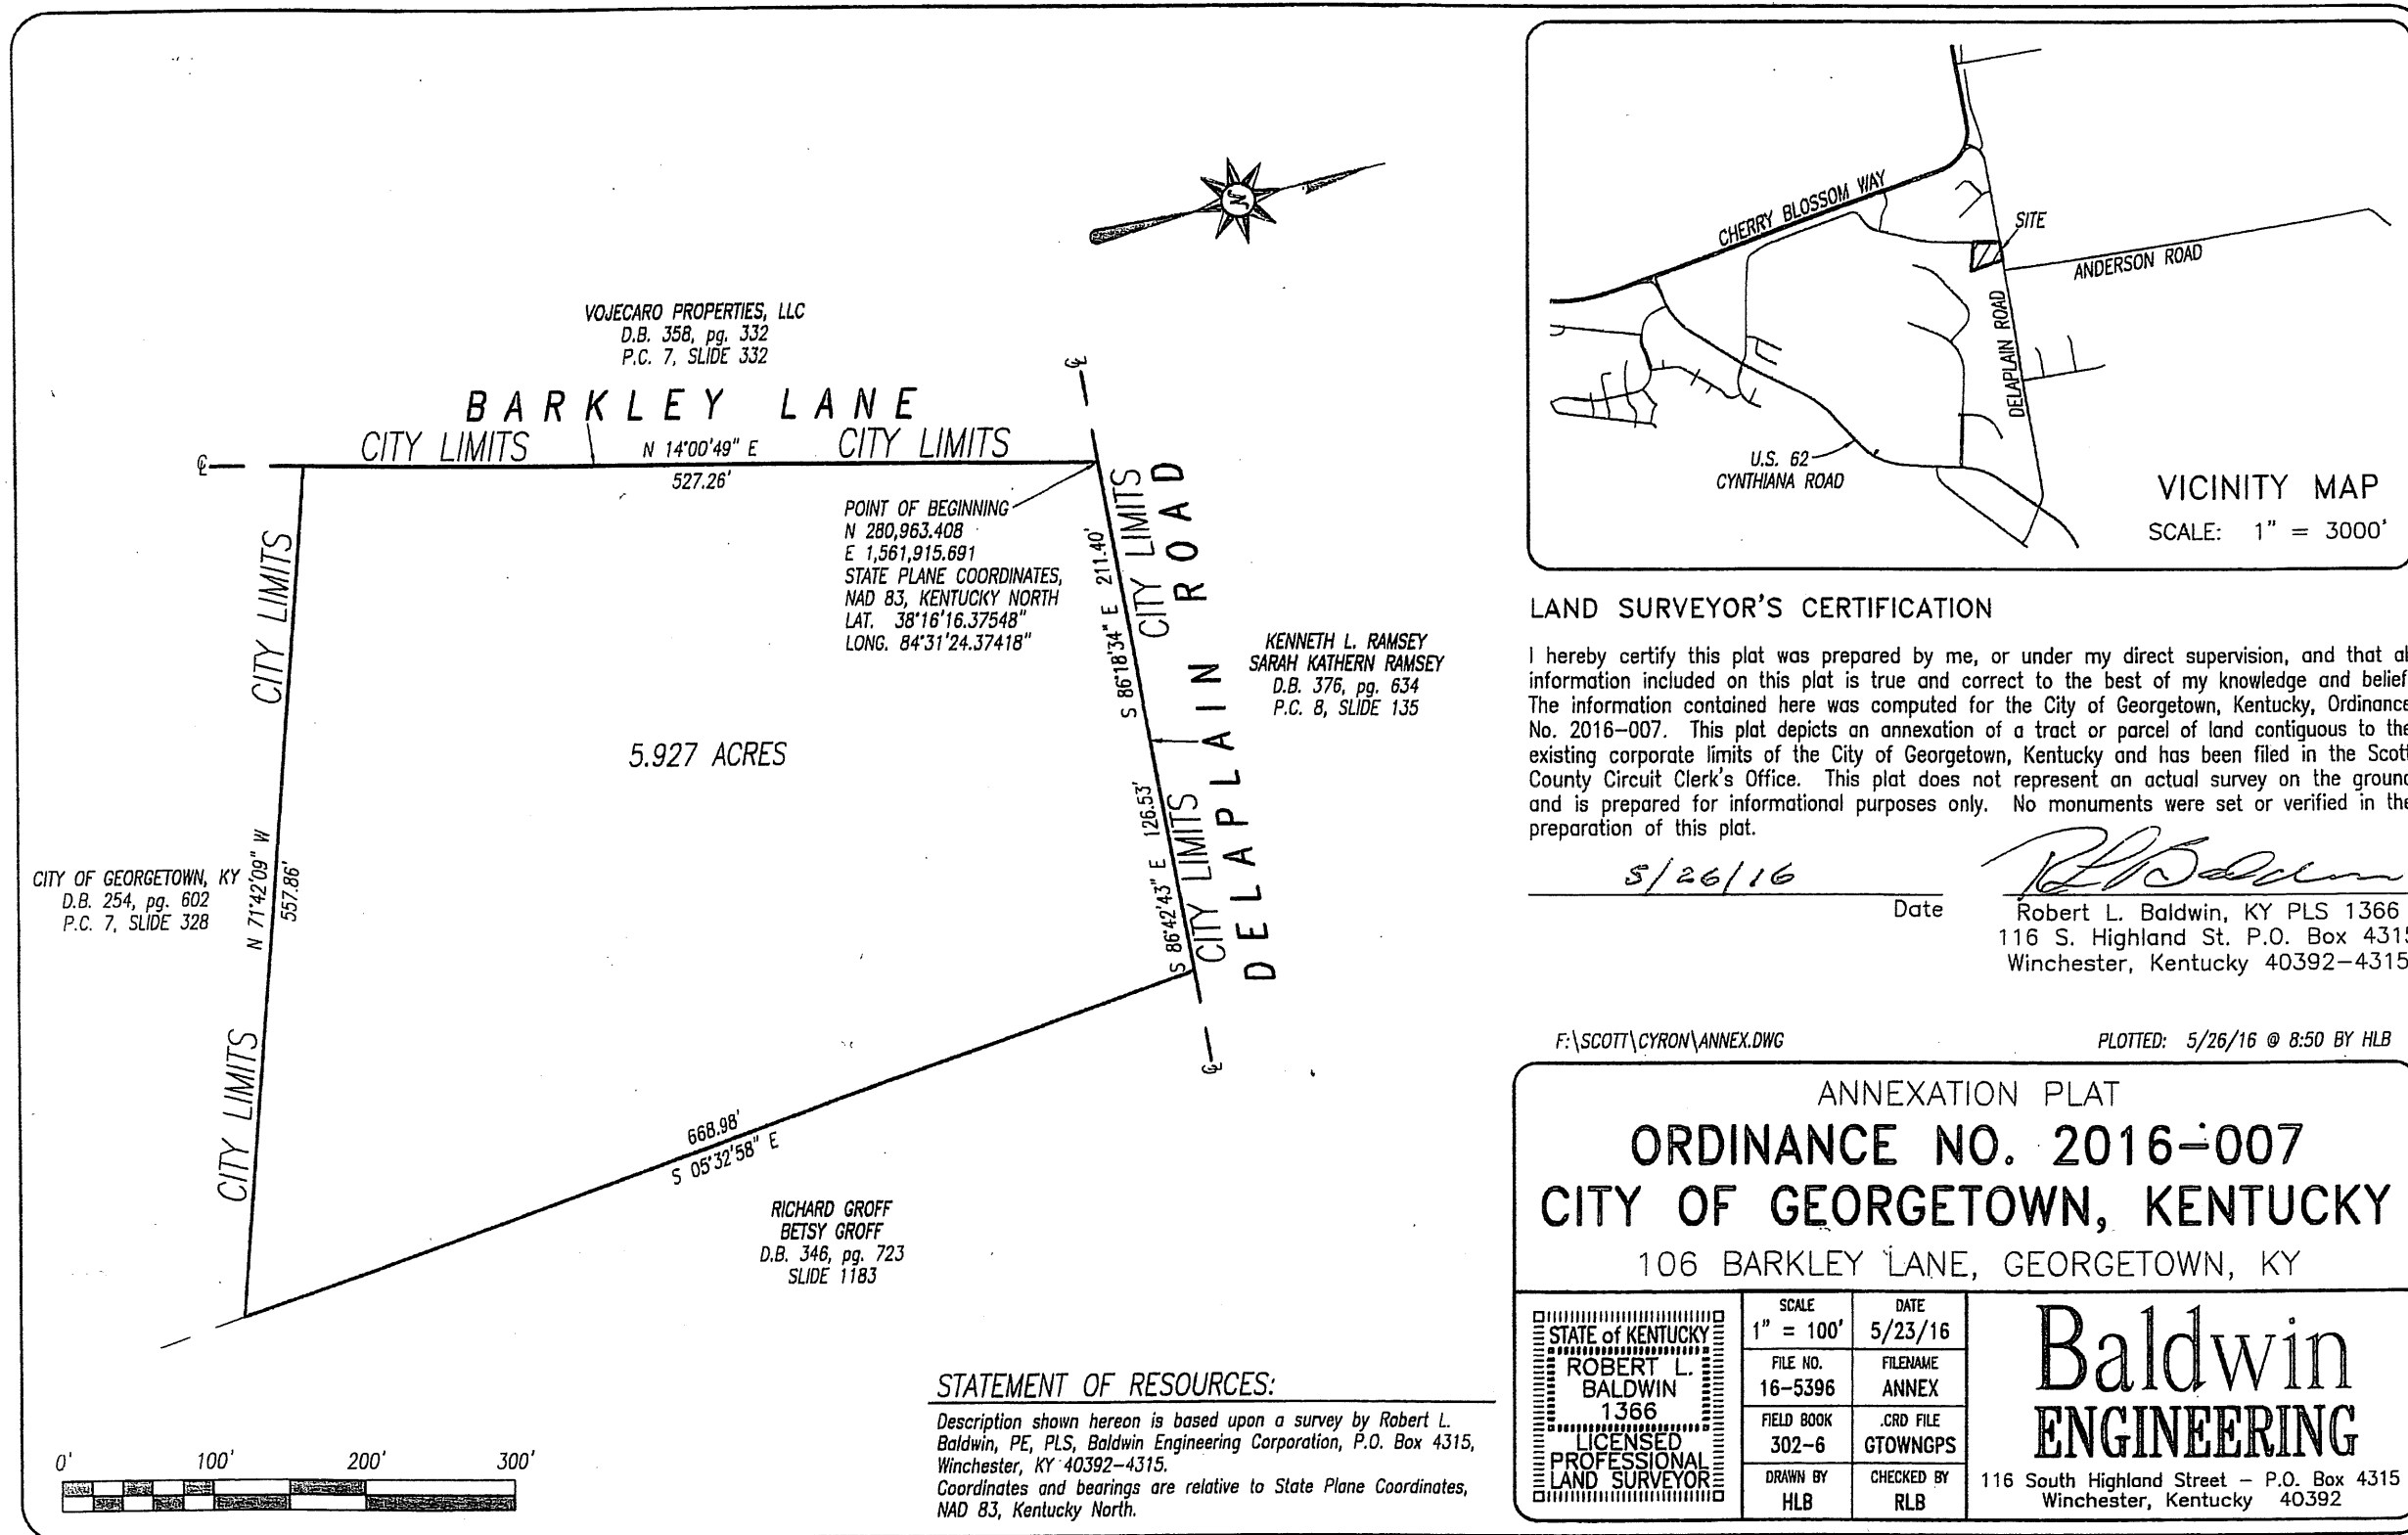 VOJECARO PROPERTIES, LLC
D.B. 358, pg. 332
P.C. 7, SLIDE 332
BARKLEY LANE
CITY LIMITS
N 14°00'49" E
CITY LIMITS
527.26'
POINT OF BEGINNING
N 280,963.408
E 1,561,915.691
STATE PLANE COORDINATES,
NAD 83, KENTUCKY NORTH
LAT. 38°16'16.37548"
LONG. 84°31'24.37418"
S 86°18'34" E 211.40'
CITY LIMITS
DELAPLAIN ROAD
S 86°42'43" E 126.53'
CITY LIMITS
KENNETH L. RAMSEY
SARAH KATHERN RAMSEY
D.B. 376, pg. 634
P.C. 8, SLIDE 135
5.927 ACRES
CITY LIMITS
N 71°42'09" W
557.86'
CITY LIMITS
CITY OF GEORGETOWN, KY
D.B. 254, pg. 602
P.C. 7, SLIDE 328
668.98'
S 05°32'58" E
RICHARD GROFF
BETSY GROFF
D.B. 346, pg. 723
SLIDE 1183
N
0' 100' 200' 300'
STATEMENT OF RESOURCES:
Description shown hereon is based upon a survey by Robert L.
Baldwin, PE, PLS, Baldwin Engineering Corporation, P.O. Box 4315,
Winchester, KY 40392-4315.
Coordinates and bearings are relative to State Plane Coordinates,
NAD 83, Kentucky North.
CHERRY BLOSSOM WAY
SITE
ANDERSON ROAD
DELAPLAIN ROAD
U.S. 62
CYNTHIANA ROAD
VICINITY MAP
SCALE: 1" = 3000'
LAND SURVEYOR'S CERTIFICATION
I hereby certify this plat was prepared by me, or under my direct supervision, and that al
information included on this plat is true and correct to the best of my knowledge and belief
The information contained here was computed for the City of Georgetown, Kentucky, Ordinance
No. 2016-007. This plat depicts an annexation of a tract or parcel of land contiguous to the
existing corporate limits of the City of Georgetown, Kentucky and has been filed in the Scott
County Circuit Clerk's Office. This plat does not represent an actual survey on the ground
and is prepared for informational purposes only. No monuments were set or verified in the
preparation of this plat.
5/26/16
Date
RL Baldwin
Robert L. Baldwin, KY PLS 1366
116 S. Highland St. P.O. Box 4315
Winchester, Kentucky 40392-4315
F:\SCOTT\CYRON\ANNEX.DWG
PLOTTED: 5/26/16 @ 8:50 BY HLB
ANNEXATION PLAT
ORDINANCE NO. 2016-007
CITY OF GEORGETOWN, KENTUCKY
106 BARKLEY LANE, GEORGETOWN, KY
STATE of KENTUCKY
ROBERT L.
BALDWIN
1366
LICENSED
PROFESSIONAL
LAND SURVEYOR
SCALE
1" = 100'
DATE
5/23/16
FILE NO.
16-5396
FILENAME
ANNEX
FIELD BOOK
302-6
.CRD FILE
GTOWNGPS
DRAWN BY
HLB
CHECKED BY
RLB
Baldwin
ENGINEERING
116 South Highland Street - P.O. Box 4315
Winchester, Kentucky 40392